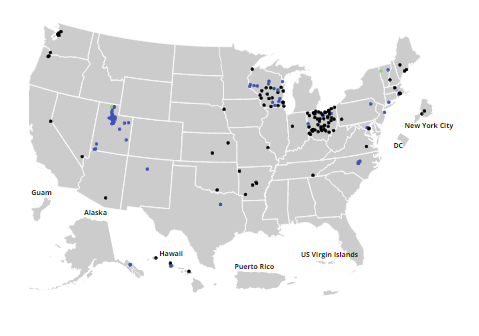 New York City
DC
Guam
Alaska
Hawaii
US Virgin Islands
Puerto Rico